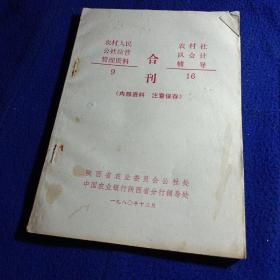 农村人民
公社经营
管理资料
9
合
刊
农村社
队会计
辅导
16
（内部资料 注意保存）
陕西省农业委员会公社处
中国农业银行陕西省分行辅导处
一九八〇年十二月